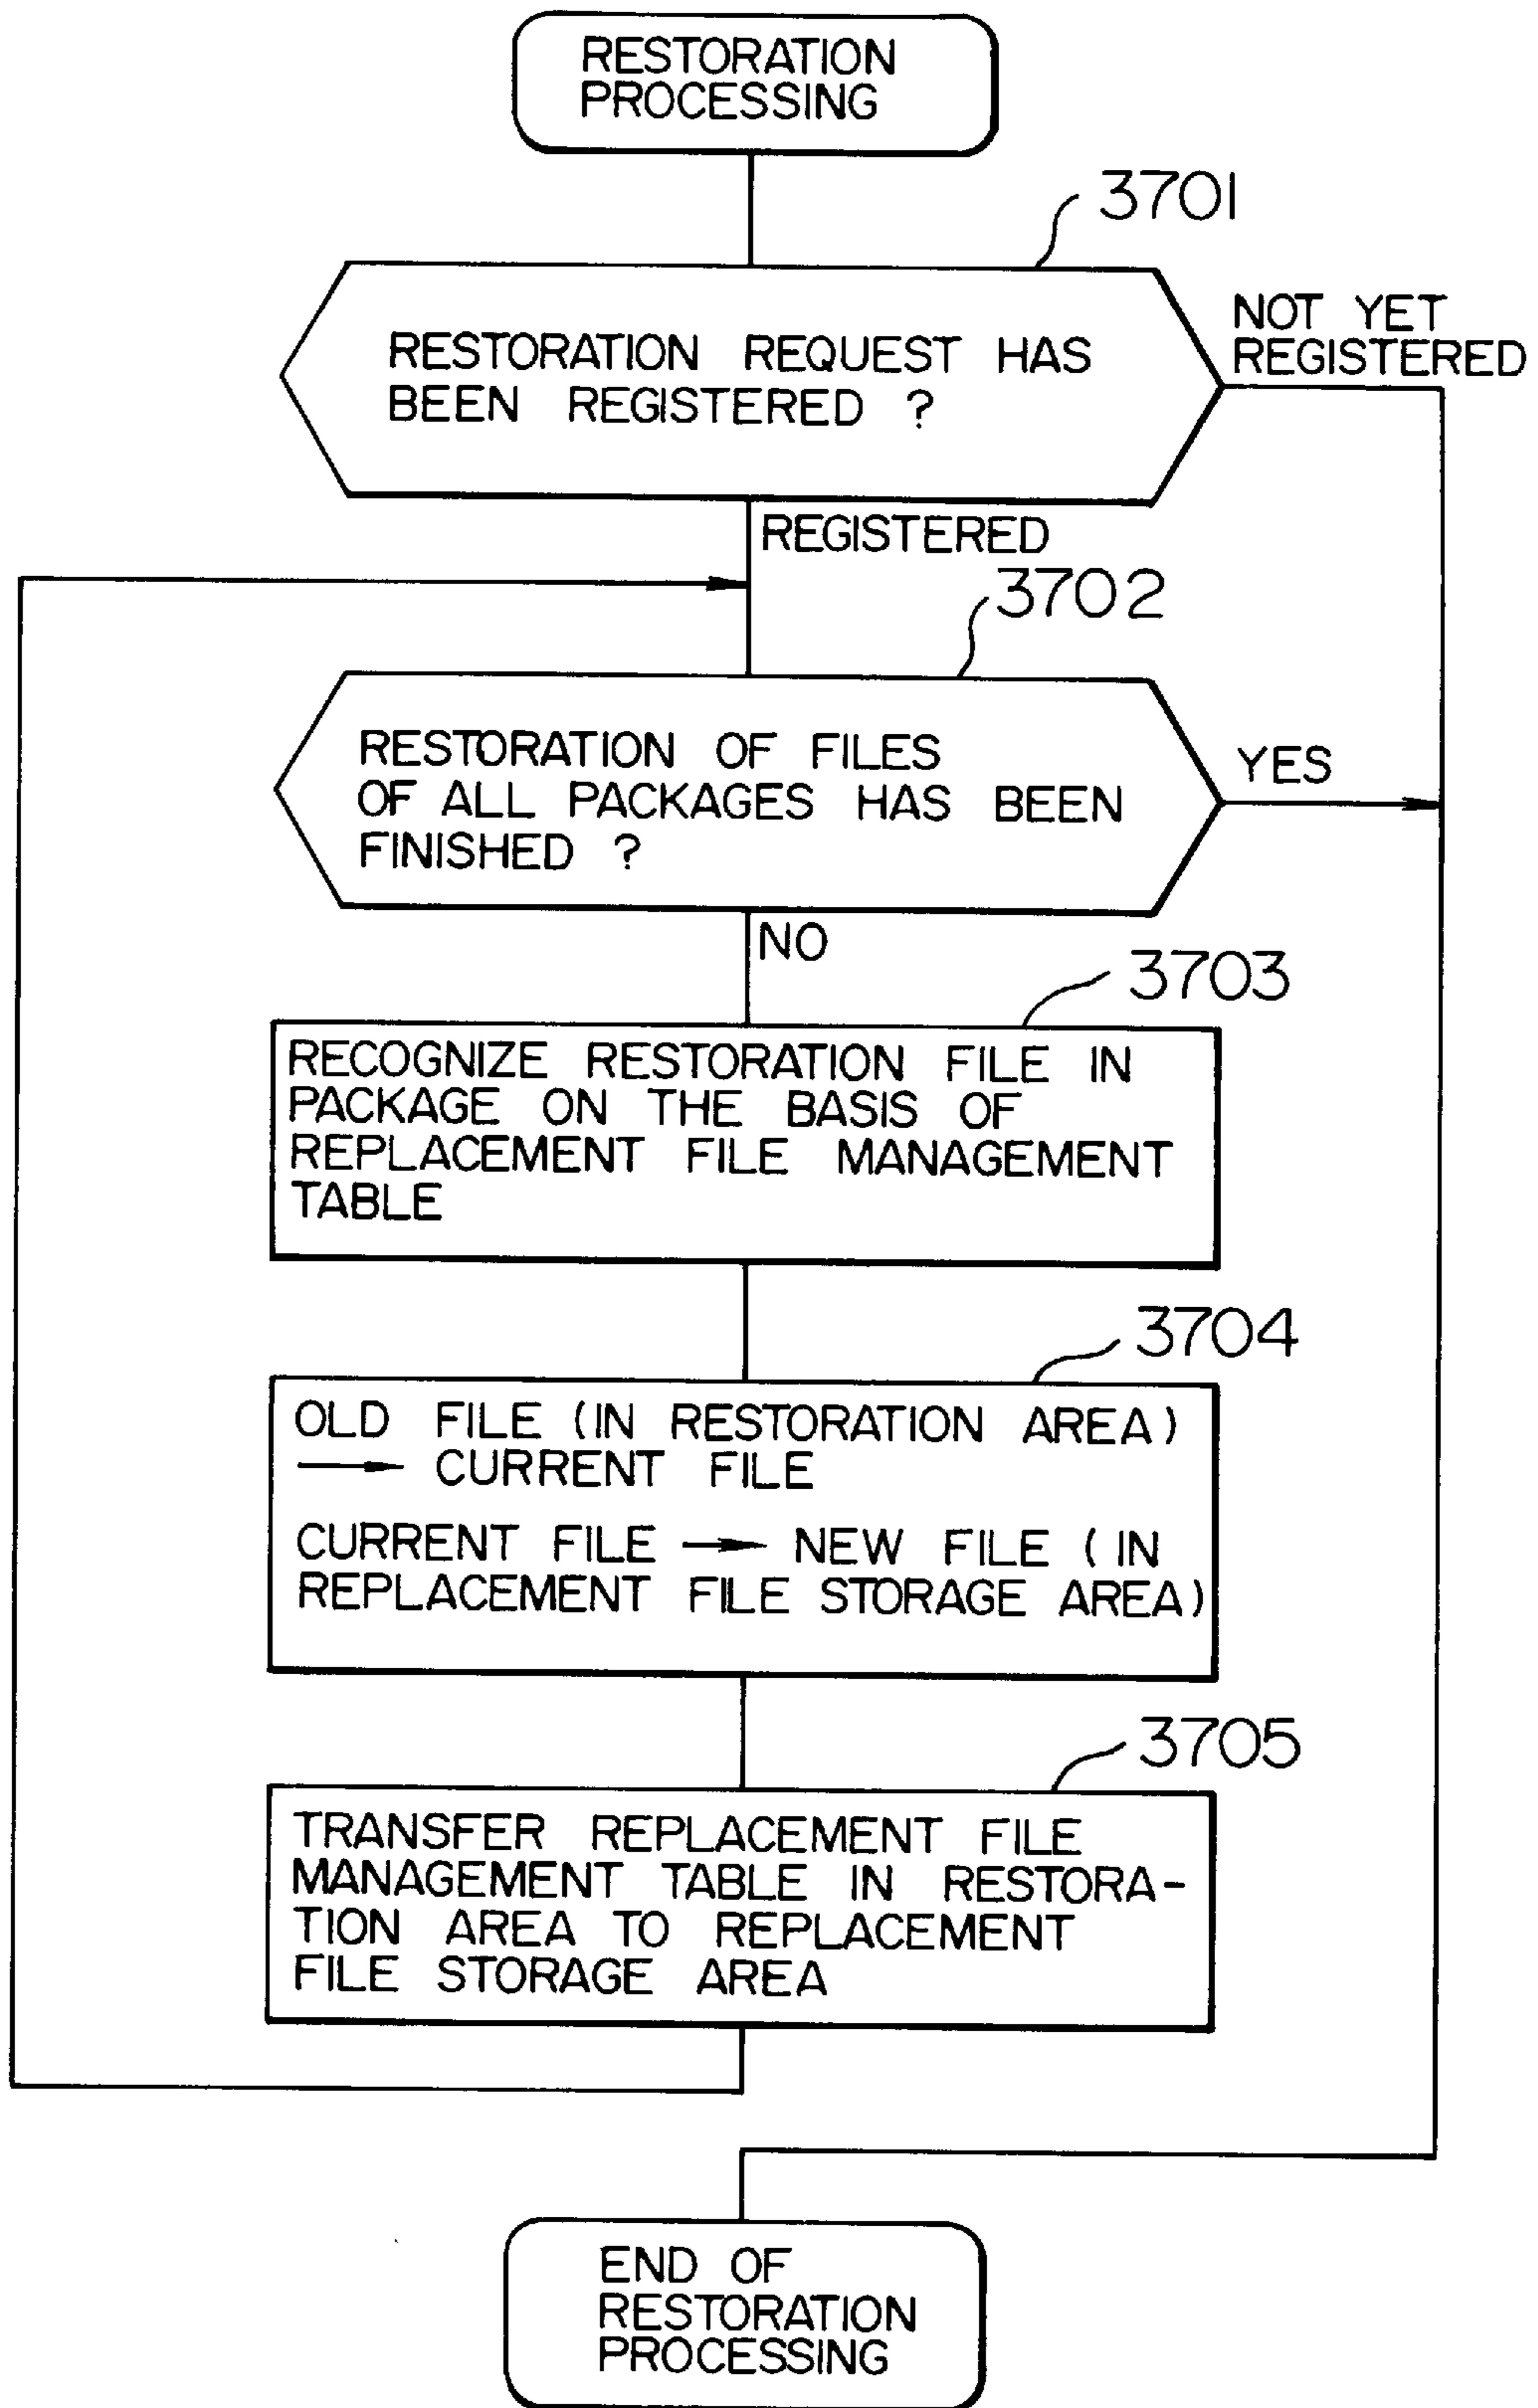 RESTORATION
PROCESSING
3701
NOT YET
REGISTERED
RESTORATION REQUEST HAS
BEEN REGISTERED ?
REGISTERED
3702
RESTORATION OF FILES
OF ALL PACKAGES HAS BEEN
FINISHED ?
YES
NO
3703
RECOGNIZE RESTORATION FILE IN
PACKAGE ON THE BASIS OF
REPLACEMENT FILE MANAGEMENT
TABLE
3704
OLD FILE (IN RESTORATION AREA)
→ CURRENT FILE
CURRENT FILE → NEW FILE (IN
REPLACEMENT FILE STORAGE AREA)
3705
TRANSFER REPLACEMENT FILE
MANAGEMENT TABLE IN RESTORA-
TION AREA TO REPLACEMENT
FILE STORAGE AREA
END OF
RESTORATION
PROCESSING